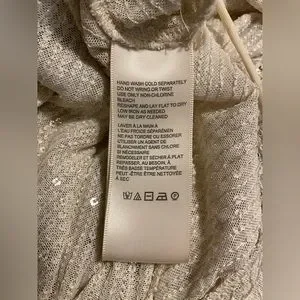 HAND WASH COLD SEPARATELY
DO NOT WRING OR TWIST
USE ONLY NON-CHLORINE
BLEACH
RESHAPE AND LAY FLAT TO DRY
LOW IRON AS NEEDED
MAY BE DRY CLEANED
LAVER À LA MAIN À
L'EAU FROIDE SÉPARÉMEN
NE PAS TORDRE OU ESSORER
UTILISER UN AGENT DE
BLANCHIMENT SANS CHLORE
SI NÉCESSAIRE
REMODELER ET SÉCHER À PLAT
REPASSER, AU BESOIN, À
TRÈS BASSE TEMPÉRATURE
PEUT-ÊTRE ÊTRE NETTOYÉE
À SEC